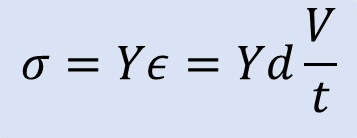 σ = Yϵ = Yd V/t